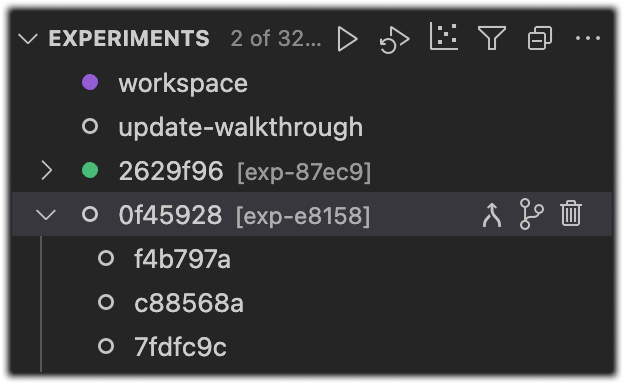 EXPERIMENTS 2 of 32...
workspace
update-walkthrough
2629f96 [exp-87ec9]
0f45928 [exp-e8158]
f4b797a
c88568a
7fdfc9c